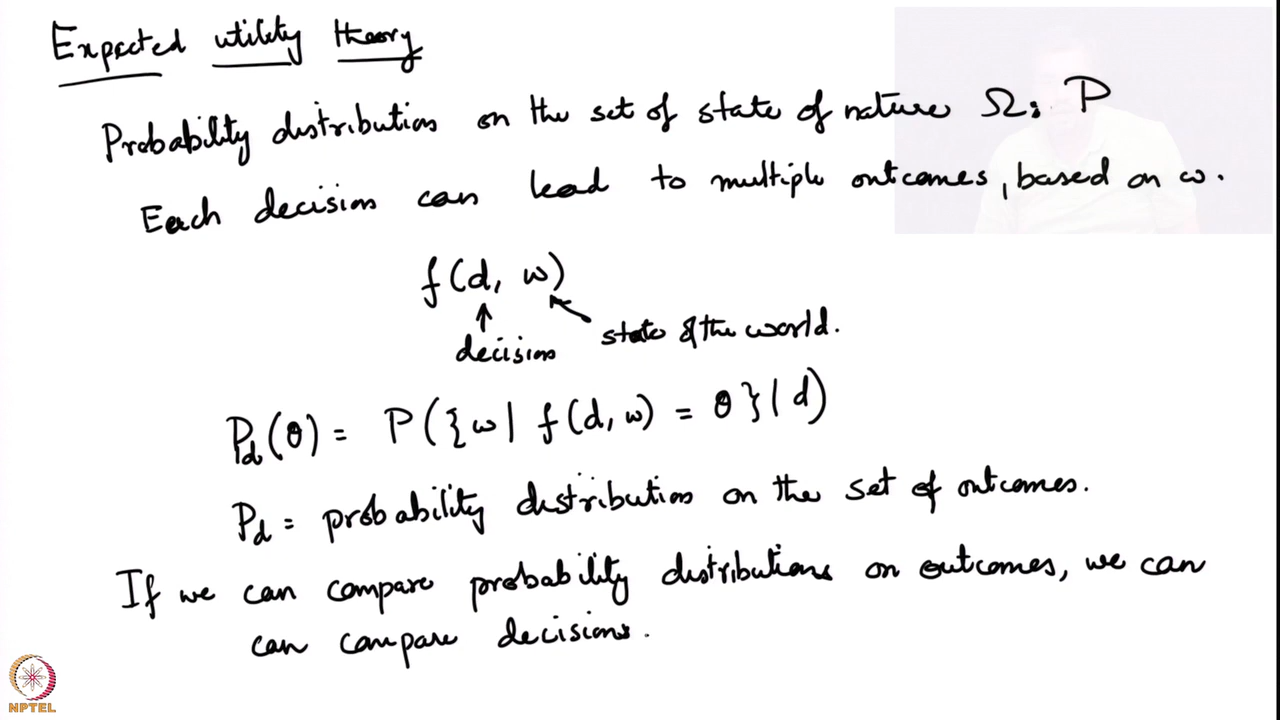 Expected utility theory
Probability distribution on the set of state of nature Ω: P
Each decision can lead to multiple outcomes, based on ω.
f(d, ω)
decision
state of the world.
P_d(θ) = P({ω| f(d, ω) = θ}|d)
P_d = probability distribution on the set of outcomes.
If we can compare probability distributions on outcomes, we can
can compare decisions.
NPTEL